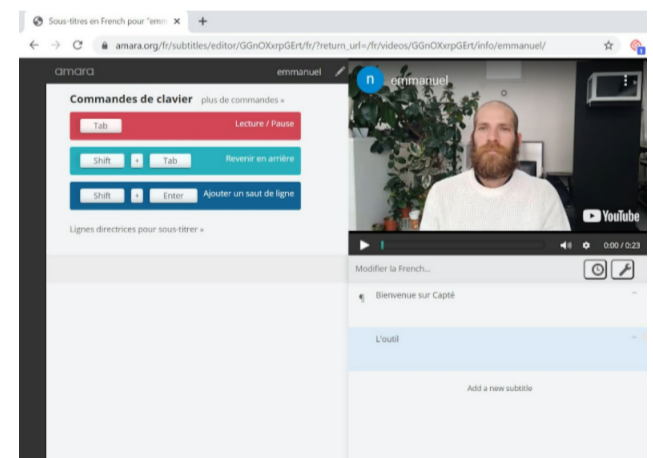 Sous-titres en French pour "emm
amara.org/fr/subtitles/editor/GGnOXxrpGErt/fr/?return_url=/fr/videos/GGnOXxrpGErt/info/emmanuel/
amara
emmanuel
Commandes de clavier plus de commandes »
Tab Lecture / Pause
Shift + Tab Revenir en arrière
Shift + Enter Ajouter un saut de ligne
Lignes directrices pour sous-titrer »
n emmanuel
YouTube
0:00 / 0:23
Modifier la French...
¶ Bienvenue sur Capté
L'outil
Add a new subtitle